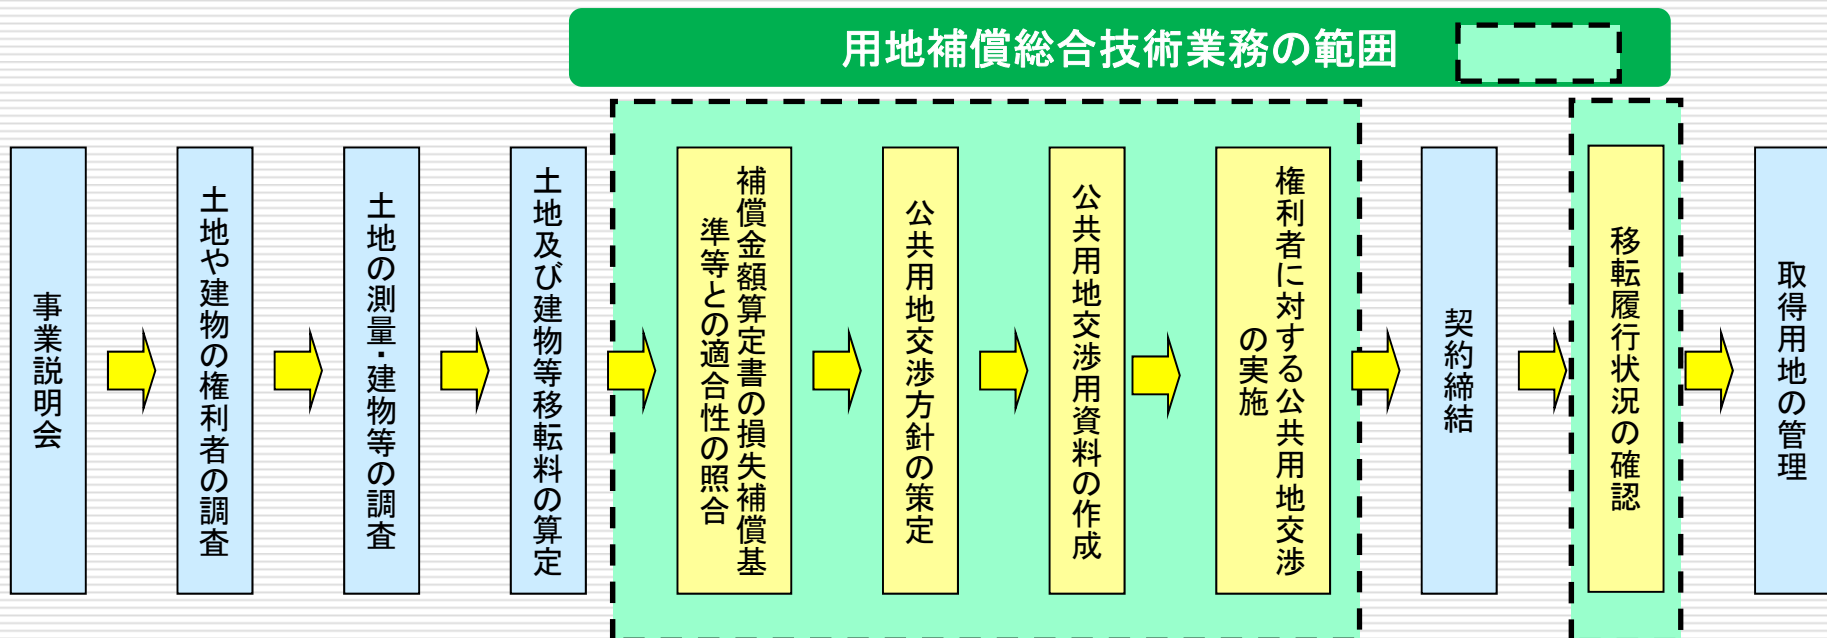 用地補償総合技術業務の範囲
事業説明会
土地や建物の権利者の調査
土地の測量・建物等の調査
土地及び建物等移転料の算定
補償金額算定書の損失補償基
準等との適合性の照合
公共用地交渉方針の策定
公共用地交渉用資料の作成
権利者に対する公共用地交渉
の実施
契約締結
移転履行状況の確認
取得用地の管理